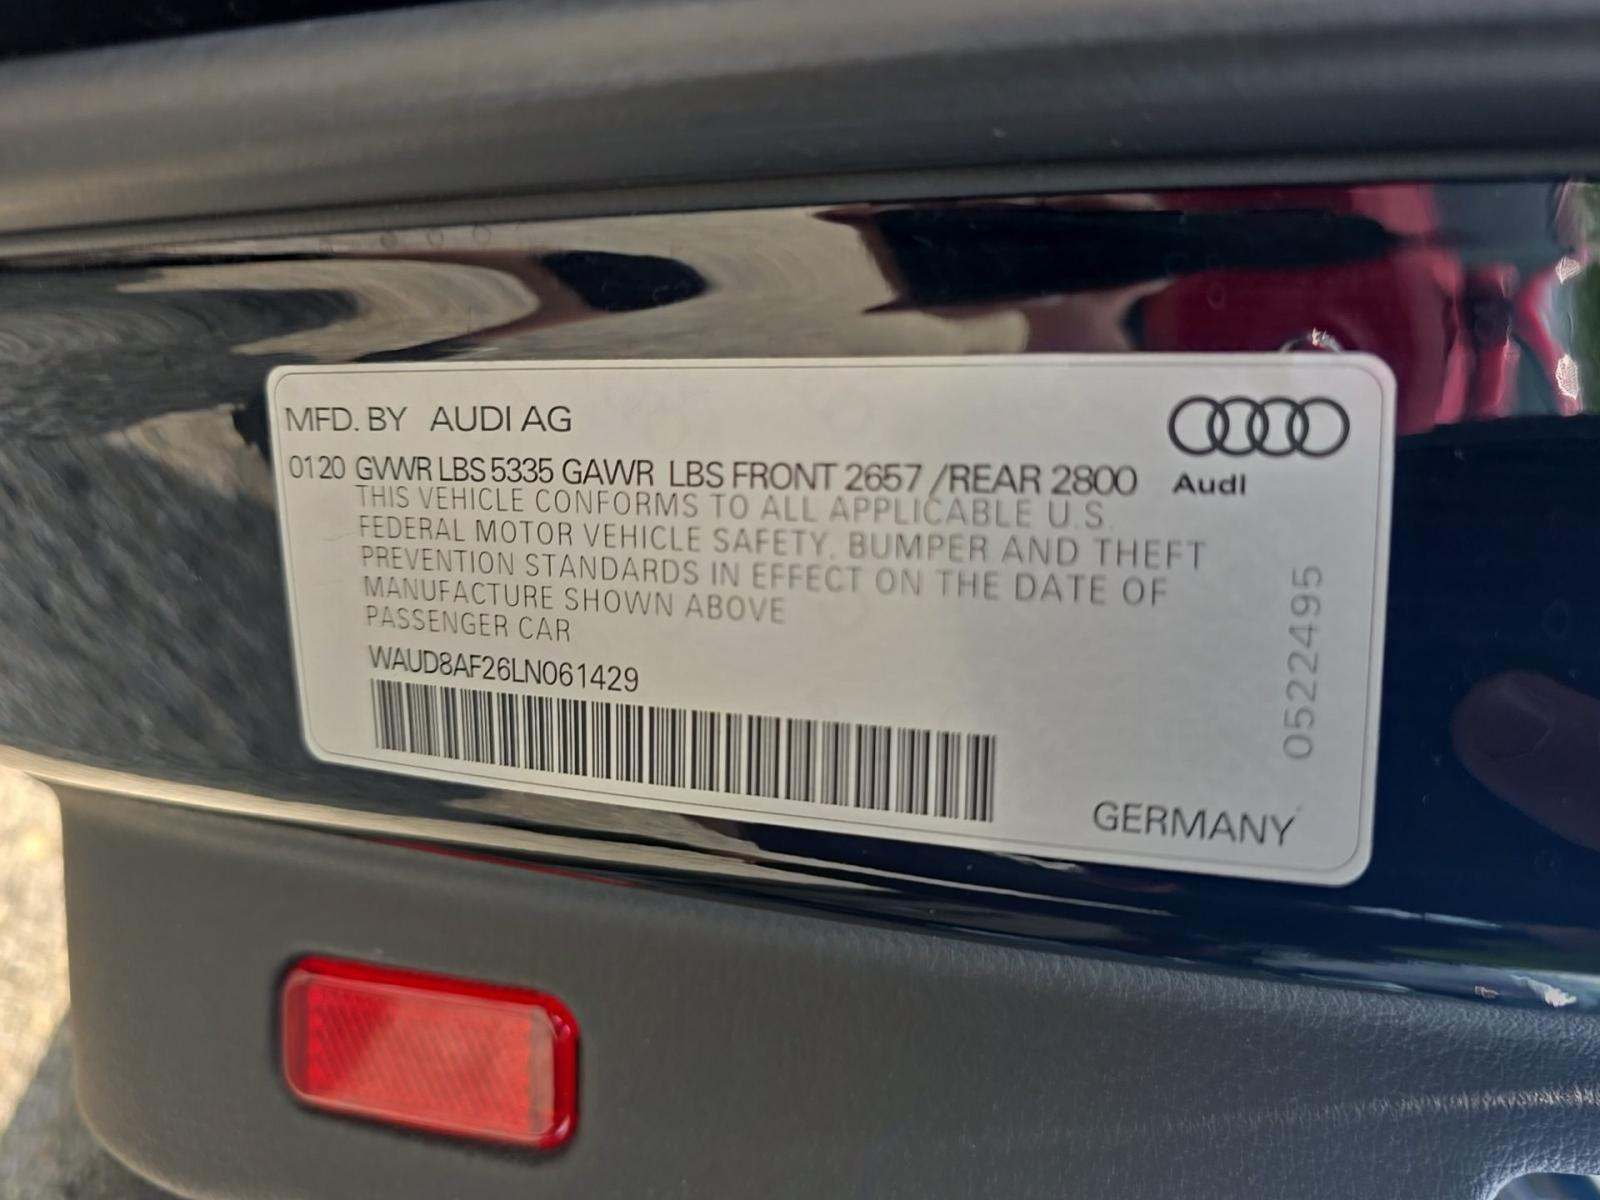 MFD. BY AUDI AG
0120 GVWR LBS 5335 GAWR LBS FRONT 2657 /REAR 2800
Audi
THIS VEHICLE CONFORMS TO ALL APPLICABLE U.S.
FEDERAL MOTOR VEHICLE SAFETY, BUMPER AND THEFT
PREVENTION STANDARDS IN EFFECT ON THE DATE OF
MANUFACTURE SHOWN ABOVE
PASSENGER CAR
WAUD8AF26LN061429
0522495
GERMANY